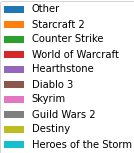 Other
Starcraft 2
Counter Strike
World of Warcraft
Hearthstone
Diablo 3
Skyrim
Guild Wars 2
Destiny
Heroes of the Storm